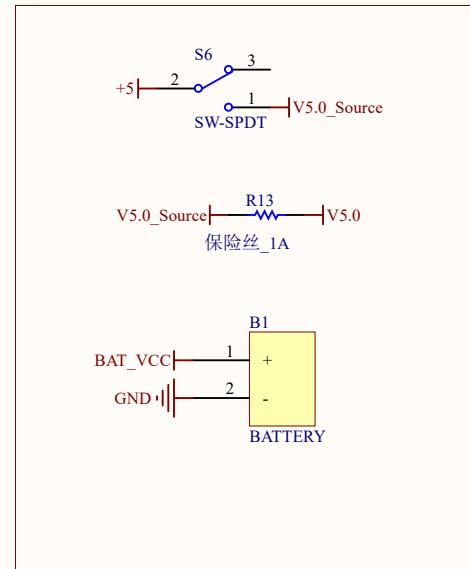 S6
3
2
+5
1
V5.0_Source
SW-SPDT
R13
V5.0_Source
V5.0
保险丝_1A
B1
1
BAT_VCC
+
2
GND
-
BATTERY